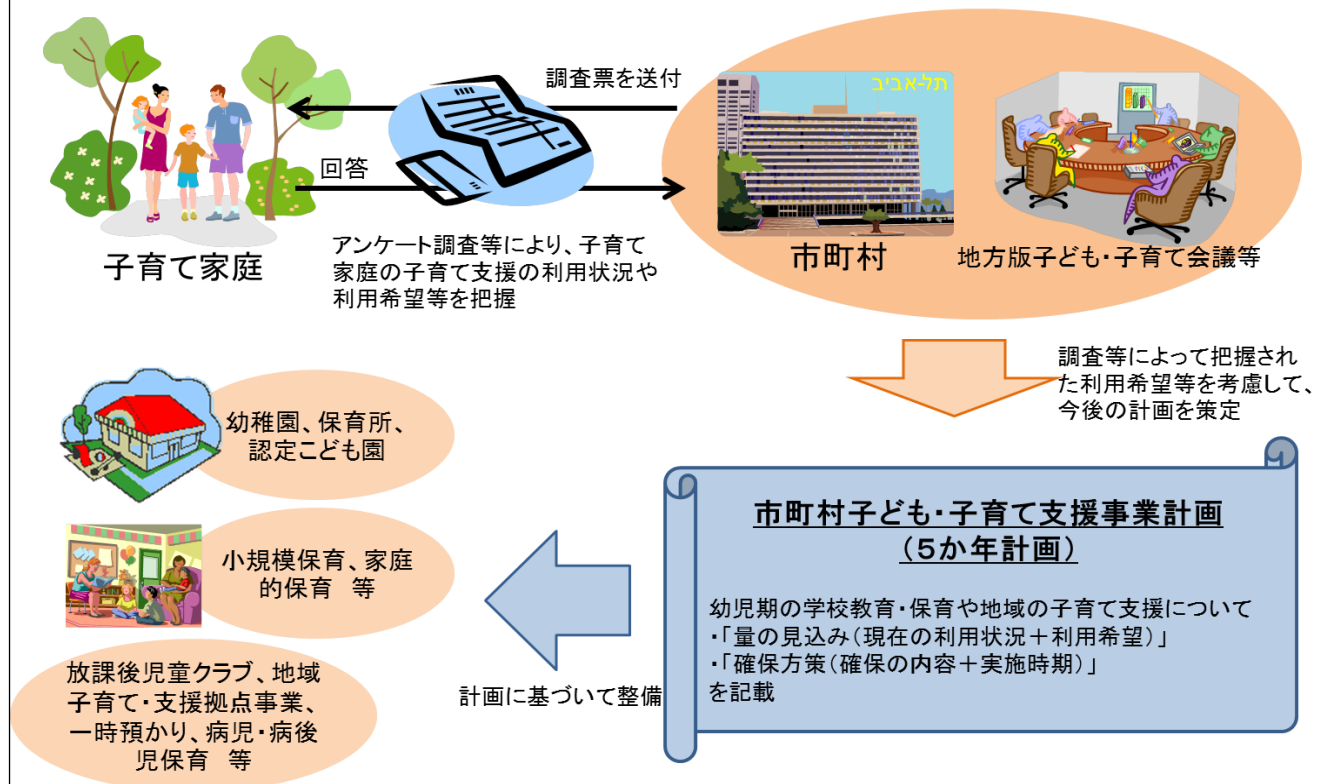 調査票を送付
תל-אביב
回答
子育て家庭
アンケート調査等により、子育て
家庭の子育て支援の利用状況や
利用希望等を把握
市町村
地方版子ども・子育て会議等
調査等によって把握され
た利用希望等を考慮して、
今後の計画を策定
市町村子ども・子育て支援事業計画
(5か年計画)
幼児期の学校教育・保育や地域の子育て支援について
・「量の見込み(現在の利用状況+利用希望)」
・「確保方策(確保の内容+実施時期)」
を記載
計画に基づいて整備
幼稚園、保育所、
認定こども園
小規模保育、家庭
的保育 等
放課後児童クラブ、地域
子育て・支援拠点事業、
一時預かり、病児・病後
児保育 等